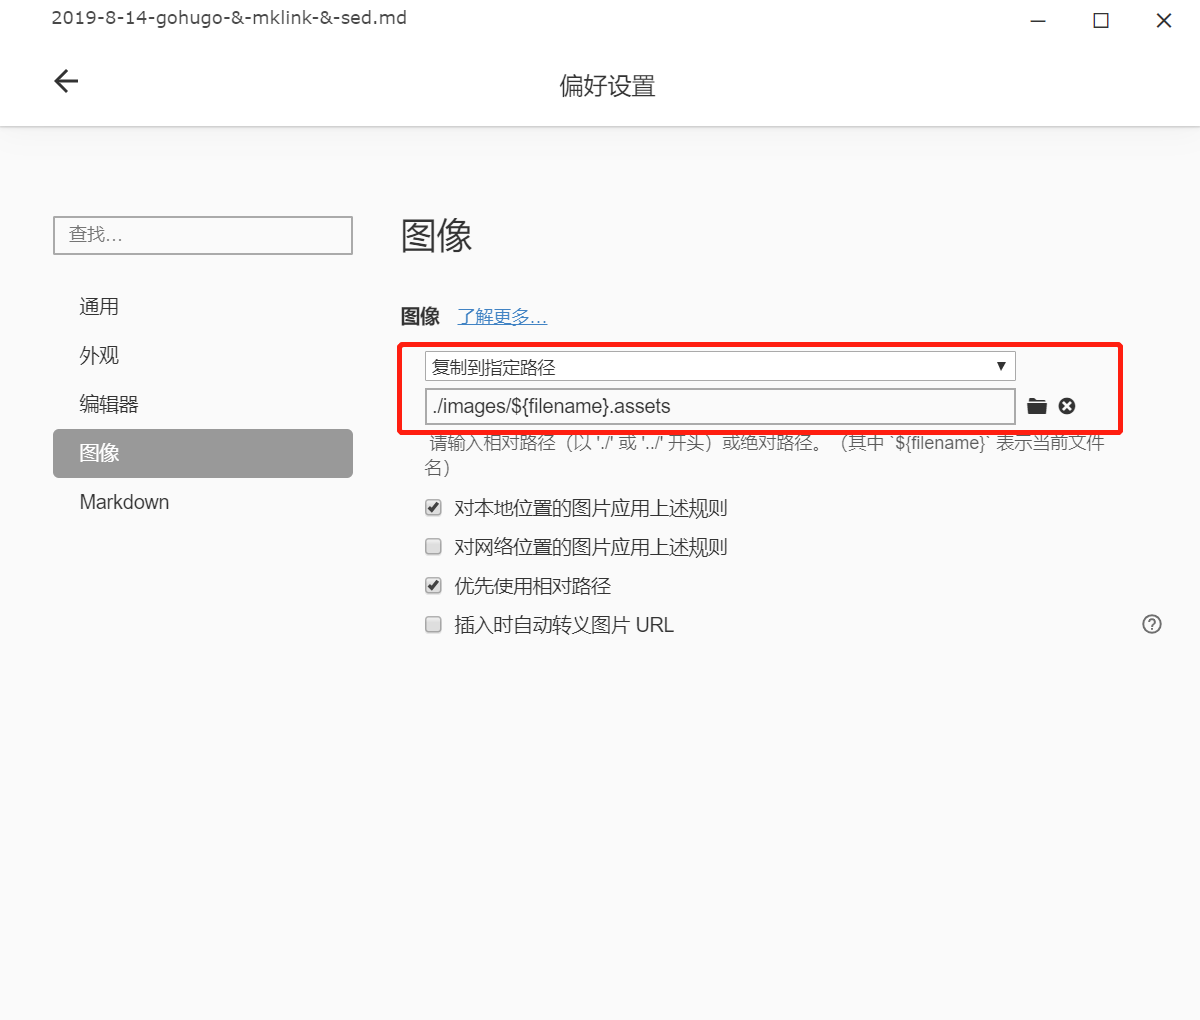 2019-8-14-gohugo-&-mklink-&-sed.md
偏好设置
查找...
通用
外观
编辑器
图像
Markdown
图像
图像 了解更多...
复制到指定路径
./images/${filename}.assets
请输入相对路径（以 './' 或 '../' 开头）或绝对路径。（其中 `${filename}` 表示当前文件
名）
对本地位置的图片应用上述规则
对网络位置的图片应用上述规则
优先使用相对路径
插入时自动转义图片 URL